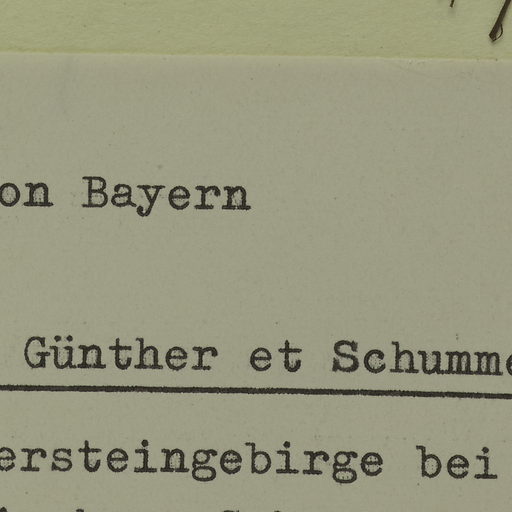 on Bayern
Günther et Schumme
ersteingebirge bei